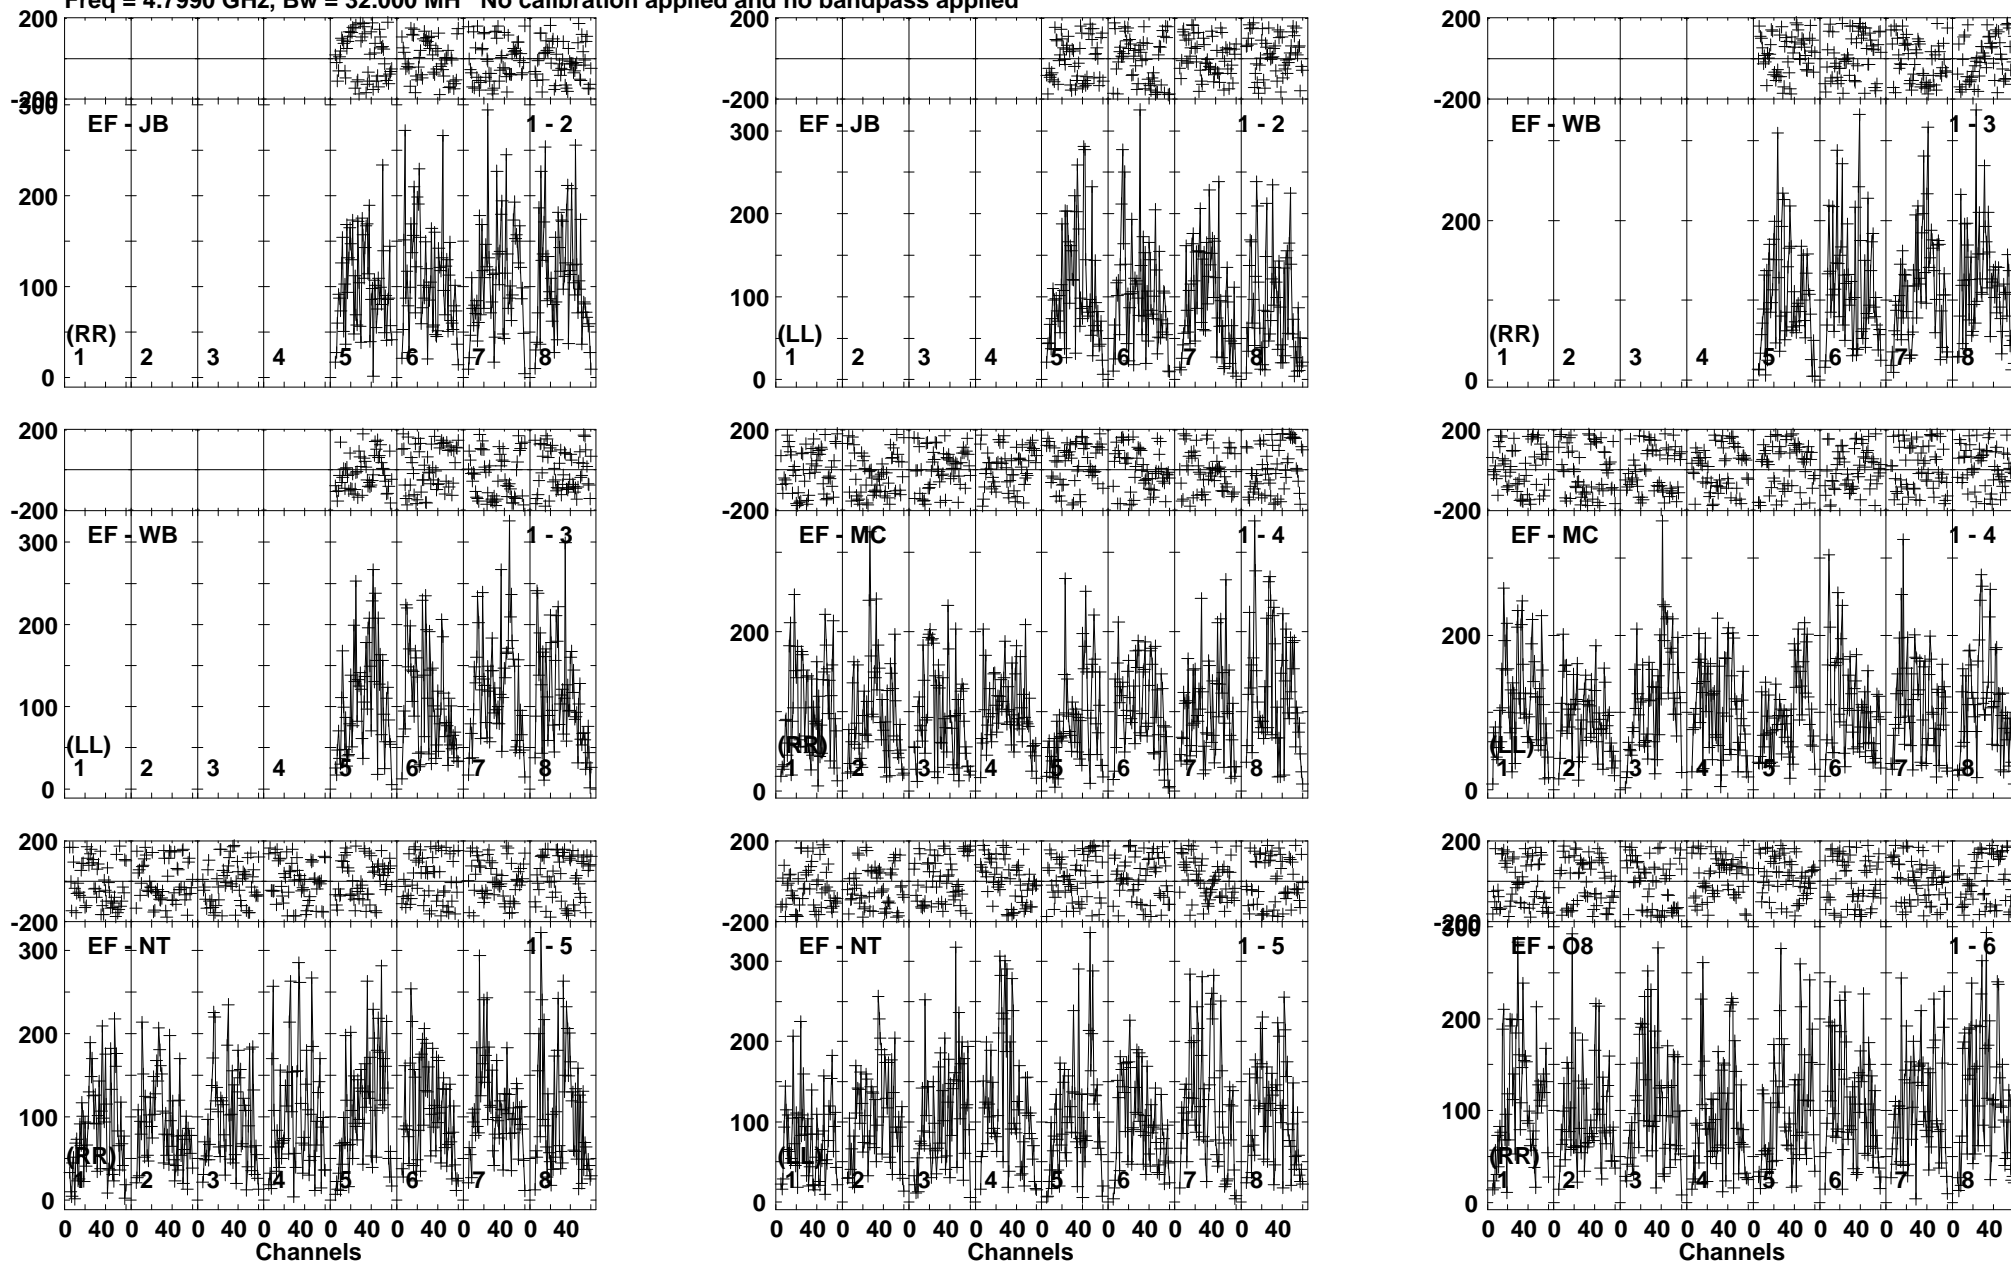 Freq = 4.7990 GHz, Bw = 32.000 MH No calibration applied and no bandpass applied
200 200 200
-200 -200 -200
300
EF - JB 1 - 2 EF - JB 1 - 2 EF - WB 1 - 3
300
200 200 200
100 100
(RR) (LL) (RR)
1 2 3 4 5 6 7 8 1 2 3 4 5 6 7 8 1 2 3 4 5 6 7 8
0 0 0
200 200 200
-200 -200 -200
EF - WB 1 - 3 EF - MC 1 - 4 EF - MC 1 - 4
300
200 200 200
100
(LL) (RR) (LL)
1 2 3 4 5 6 7 8 1 2 3 4 5 6 7 8 1 2 3 4 5 6 7 8
0 0 0
200 200 200
-200 -200 -200
300
EF - NT 1 - 5 EF - NT 1 - 5 EF - O8 1 - 6
300 300
200 200 200
100 100 100
(RR) (LL) (RR)
1 2 3 4 5 6 7 8 1 2 3 4 5 6 7 8 1 2 3 4 5 6 7 8
0 0 0
0 40 0 40 0 40 0 40 0 40 0 40 0 40 0 40 0 40 0 40 0 40 0 40 0 40 0 40 0 40 0 40 0 40 0 40 0 40 0 40 0 40 0 40 0 40 0 40
Channels Channels Channels